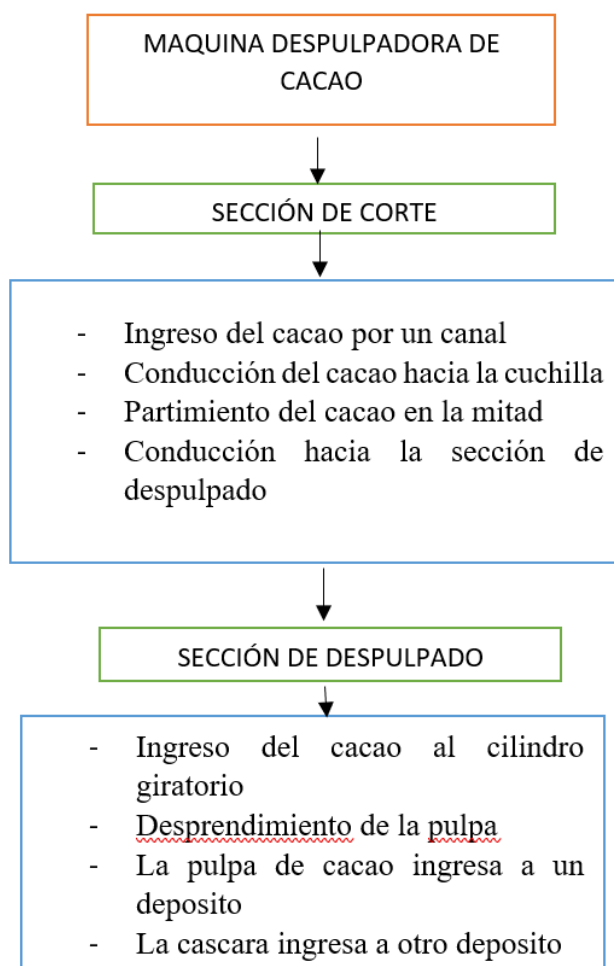 MAQUINA DESPULPADORA DE
CACAO
SECCIÓN DE CORTE
- Ingreso del cacao por un canal
- Conducción del cacao hacia la cuchilla
- Partimiento del cacao en la mitad
- Conducción hacia la sección de
despulpado
SECCIÓN DE DESPULPADO
- Ingreso del cacao al cilindro
giratorio
- Desprendimiento de la pulpa
- La pulpa de cacao ingresa a un
deposito
- La cascara ingresa a otro deposito